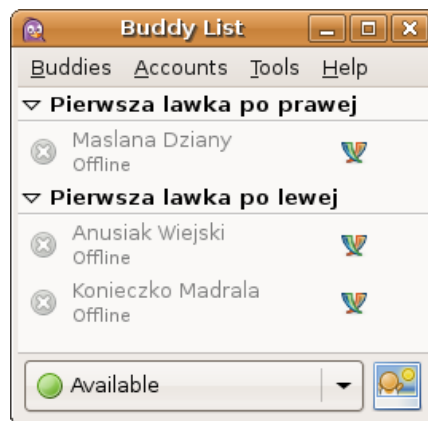 Buddy List
Buddies Accounts Tools Help
Pierwsza lawka po prawej
Maslana Dziany
Offline
Pierwsza lawka po lewej
Anusiak Wiejski
Offline
Konieczko Madrala
Offline
Available